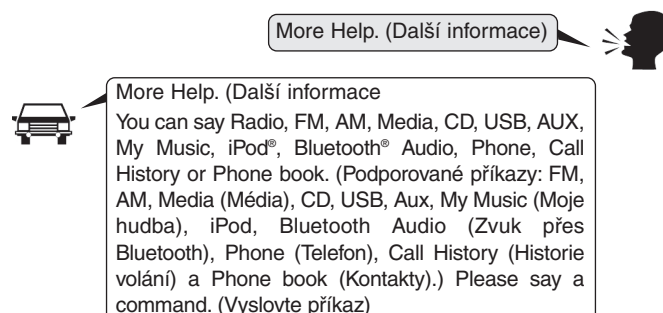 More Help. (Další informace)
More Help. (Další informace
You can say Radio, FM, AM, Media, CD, USB, AUX,
My Music, iPod®, Bluetooth® Audio, Phone, Call
History or Phone book. (Podporované příkazy: FM,
AM, Media (Média), CD, USB, Aux, My Music (Moje
hudba), iPod, Bluetooth Audio (Zvuk přes
Bluetooth), Phone (Telefon), Call History (Historie
volání) a Phone book (Kontakty).) Please say a
command. (Vyslovte příkaz)